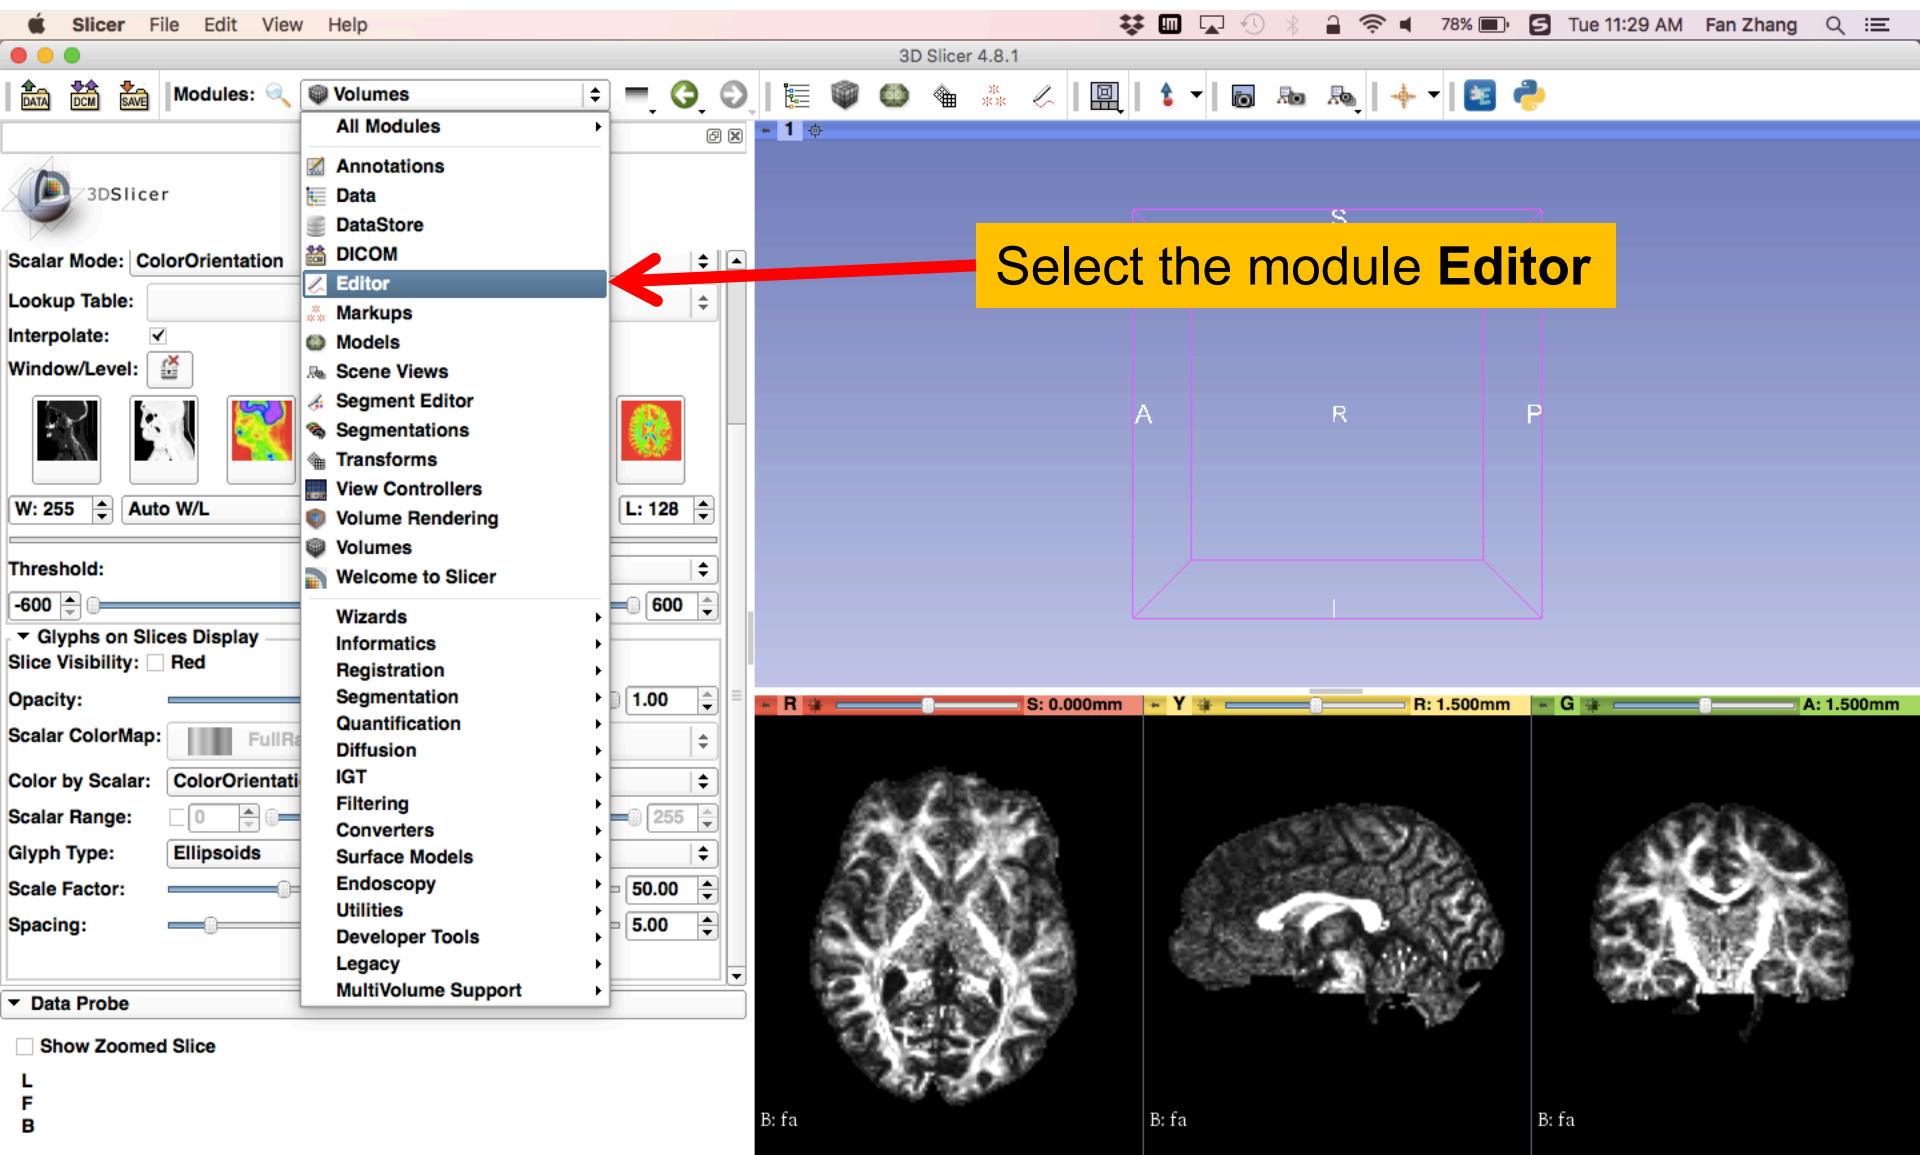 Slicer File Edit View Help 78% Tue 11:29 AM Fan Zhang
3D Slicer 4.8.1
DATA DCM SAVE Modules: Volumes
1
3DSlicer
Scalar Mode: ColorOrientation
Lookup Table:
Interpolate:
Window/Level:
W: 255 Auto W/L L: 128
Threshold:
-600 600
Glyphs on Slices Display
Slice Visibility: Red
Opacity: 1.00
Scalar ColorMap: FullRa
Color by Scalar: ColorOrientati
Scalar Range: 0 255
Glyph Type: Ellipsoids
Scale Factor: 50.00
Spacing: 5.00
Data Probe
Show Zoomed Slice
L
F
B
All Modules
Annotations
Data
DataStore
DICOM
Editor
Markups
Models
Scene Views
Segment Editor
Segmentations
Transforms
View Controllers
Volume Rendering
Volumes
Welcome to Slicer
Wizards
Informatics
Registration
Segmentation
Quantification
Diffusion
IGT
Filtering
Converters
Surface Models
Endoscopy
Utilities
Developer Tools
Legacy
MultiVolume Support
Select the module Editor
S
A R P
I
R S: 0.000mm
Y R: 1.500mm
G A: 1.500mm
B: fa
B: fa
B: fa